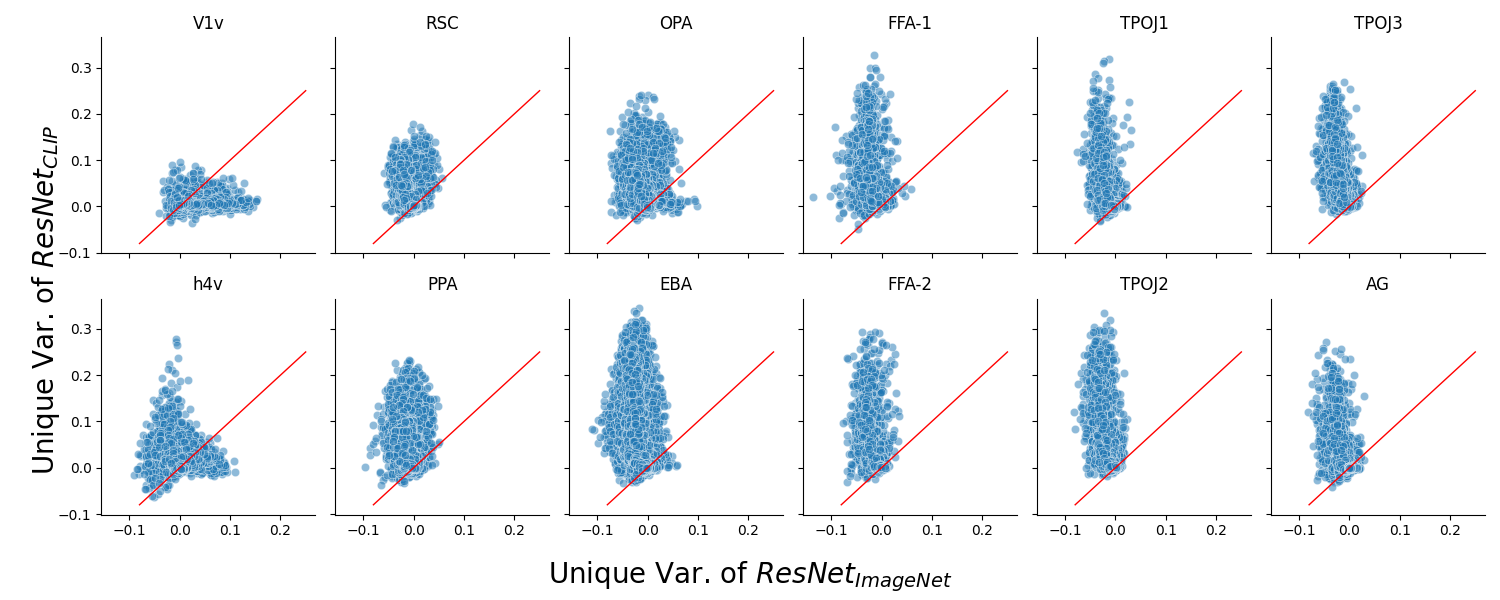 V1v RSC OPA FFA-1 TPOJ1 TPOJ3
0.3
0.2
0.1
0.0
−0.1
h4v PPA EBA FFA-2 TPOJ2 AG
0.3
0.2
0.1
0.0
−0.1
−0.1 0.0 0.1 0.2 −0.1 0.0 0.1 0.2 −0.1 0.0 0.1 0.2 −0.1 0.0 0.1 0.2 −0.1 0.0 0.1 0.2 −0.1 0.0 0.1 0.2
Unique Var. of ResNet_CLIP
Unique Var. of ResNet_ImageNet